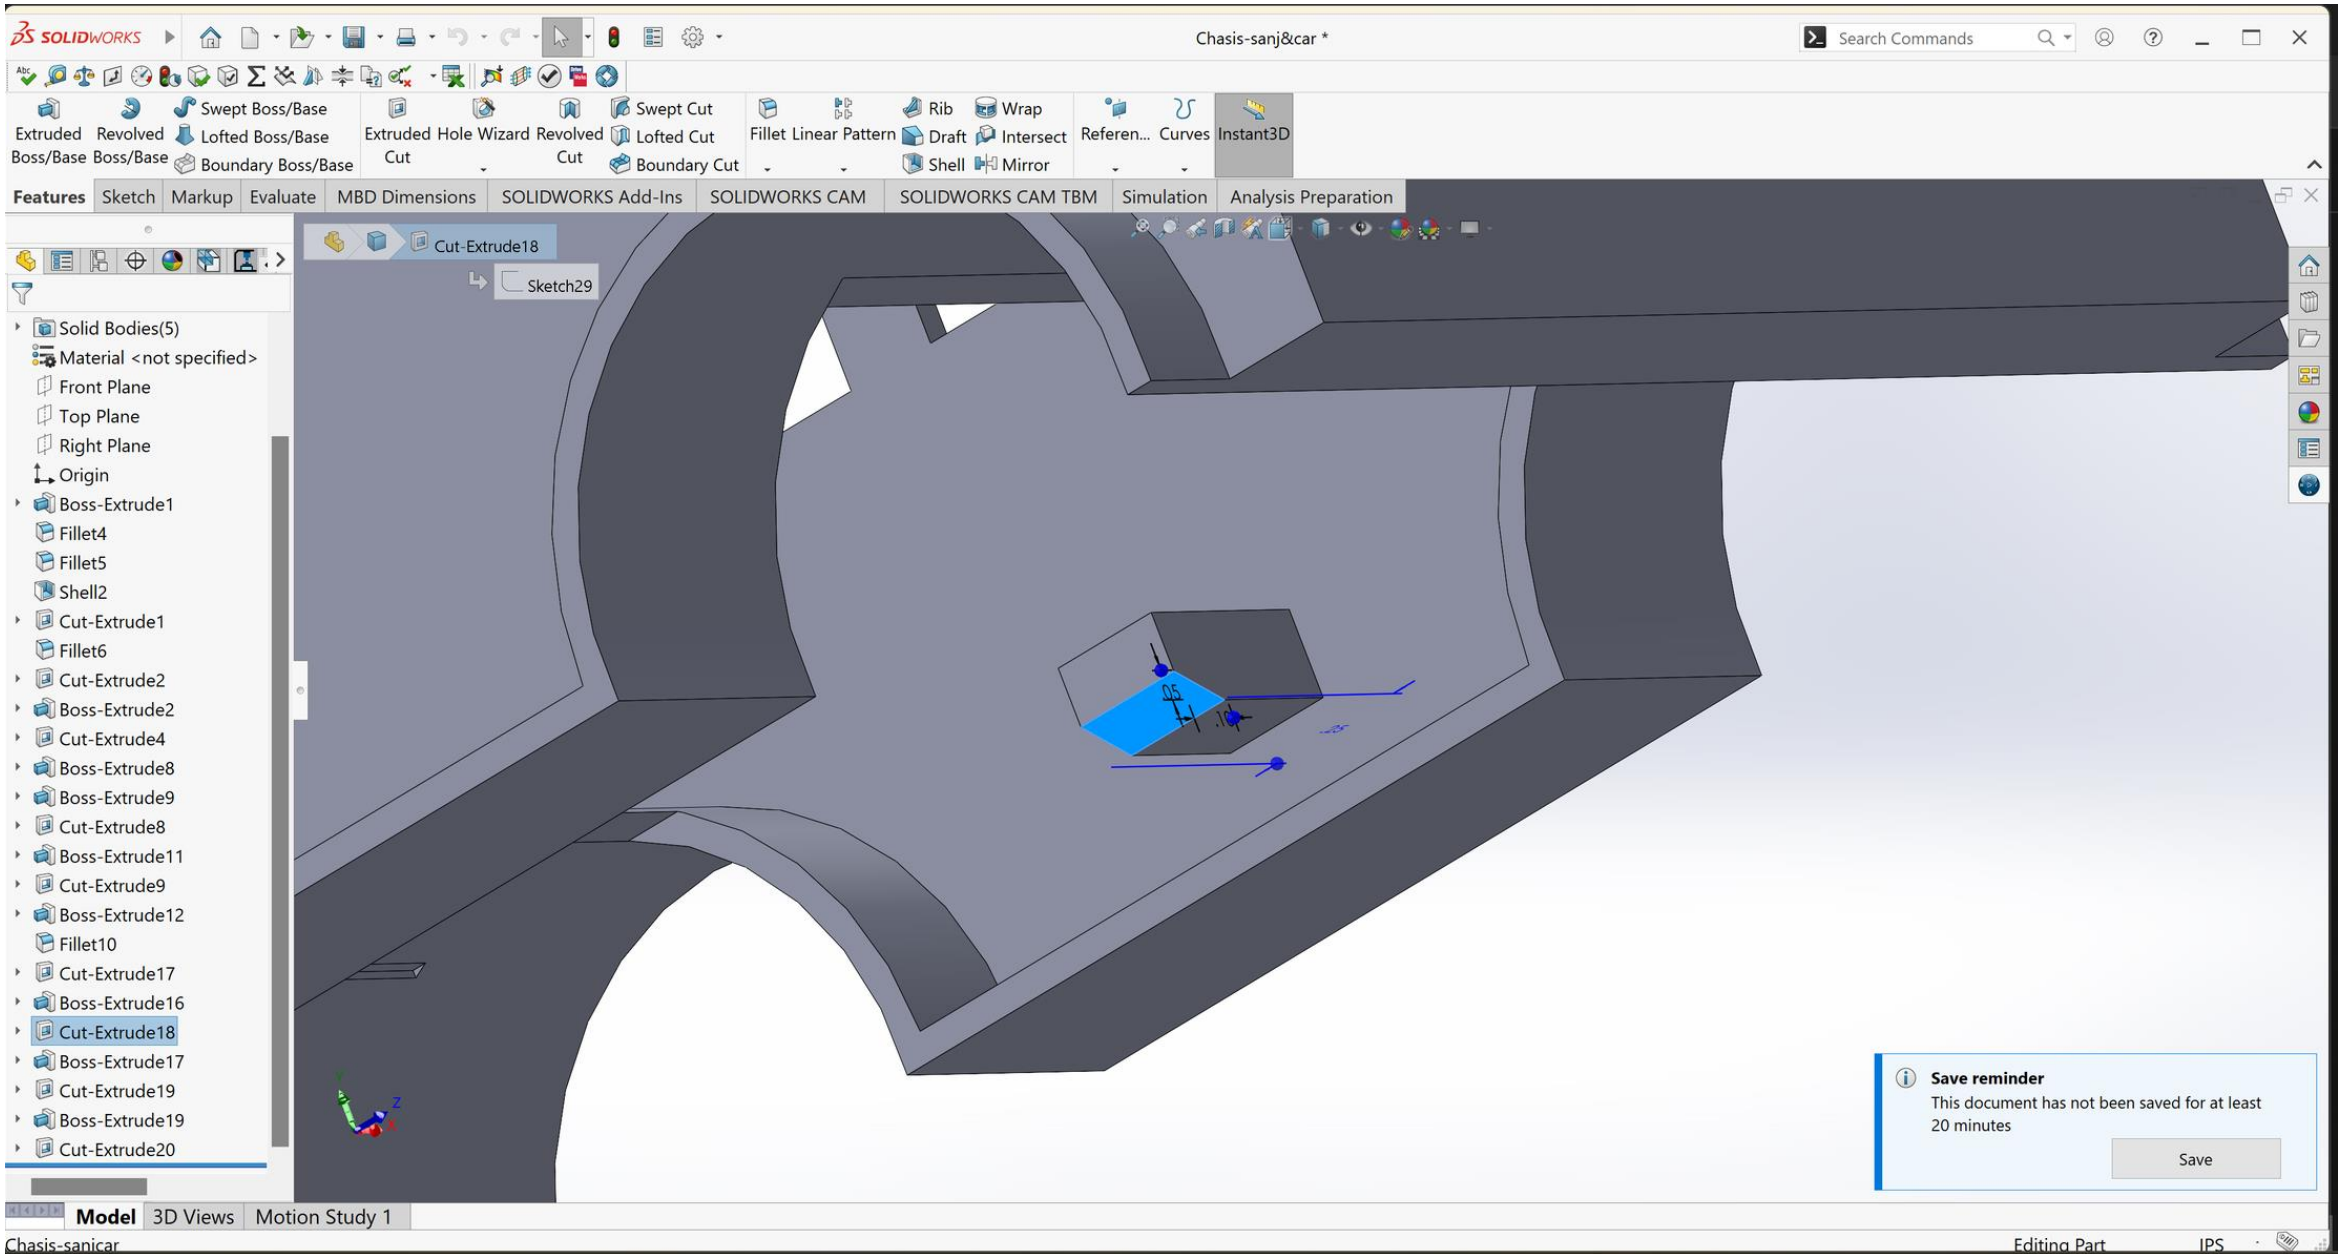 SOLIDWORKS
Chasis-sanj&car *
Search Commands
Extruded Boss/Base
Revolved Boss/Base
Swept Boss/Base
Lofted Boss/Base
Boundary Boss/Base
Extruded Cut
Hole Wizard
Revolved Cut
Swept Cut
Lofted Cut
Boundary Cut
Fillet
Linear Pattern
Rib
Draft
Shell
Wrap
Intersect
Mirror
Referen...
Curves
Instant3D
Features
Sketch
Markup
Evaluate
MBD Dimensions
SOLIDWORKS Add-Ins
SOLIDWORKS CAM
SOLIDWORKS CAM TBM
Simulation
Analysis Preparation
Cut-Extrude18
Sketch29
Solid Bodies(5)
Material <not specified>
Front Plane
Top Plane
Right Plane
Origin
Boss-Extrude1
Fillet4
Fillet5
Shell2
Cut-Extrude1
Fillet6
Cut-Extrude2
Boss-Extrude2
Cut-Extrude4
Boss-Extrude8
Boss-Extrude9
Cut-Extrude8
Boss-Extrude11
Cut-Extrude9
Boss-Extrude12
Fillet10
Cut-Extrude17
Boss-Extrude16
Cut-Extrude18
Boss-Extrude17
Cut-Extrude19
Boss-Extrude19
Cut-Extrude20
.05
Y
Z
X
Save reminder
This document has not been saved for at least
20 minutes
Save
Model
3D Views
Motion Study 1
Chasis-sanicar
Editing Part
IPS